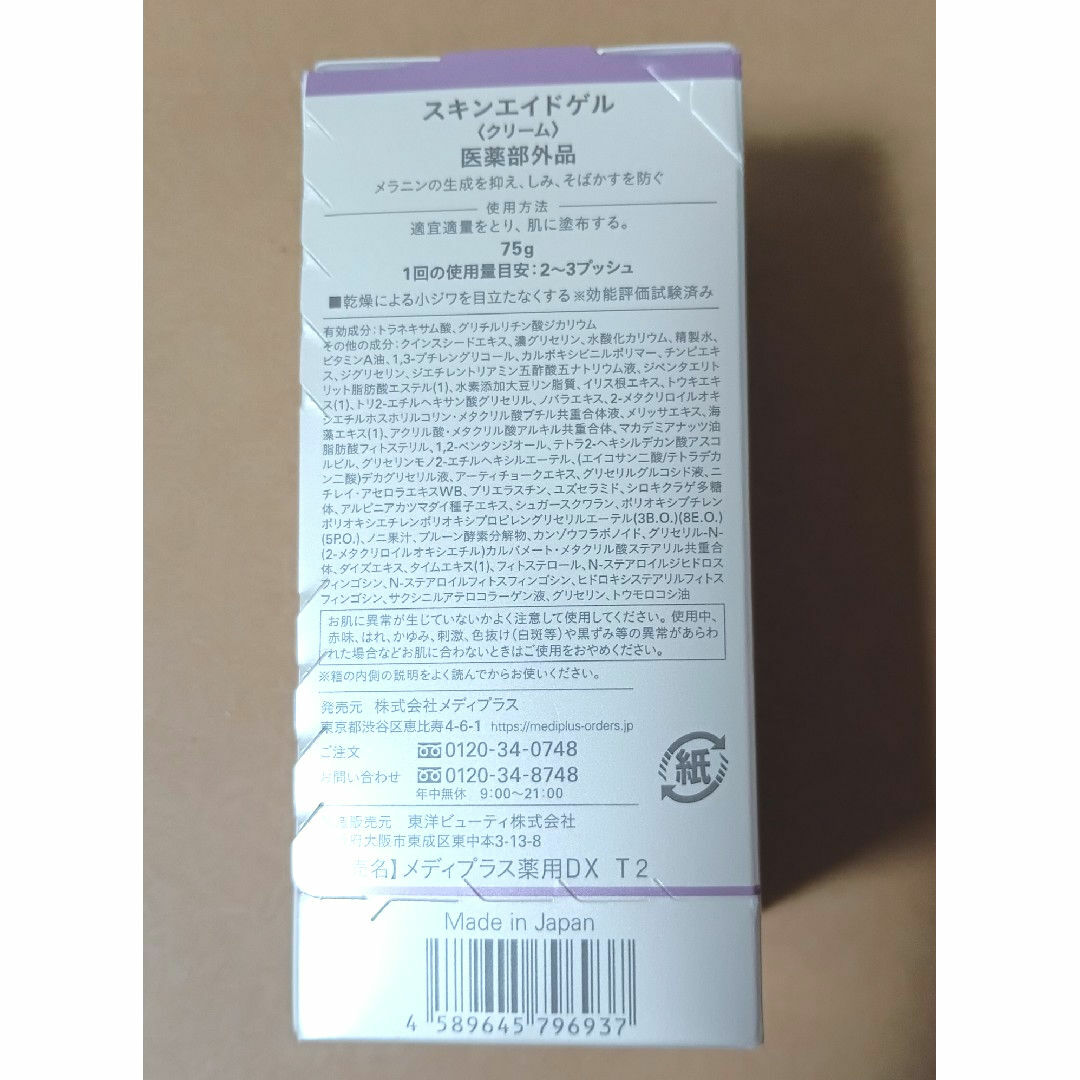 スキンエイドゲル
〈クリーム〉
医薬部外品
メラニンの生成を抑え、しみ、そばかすを防ぐ
使用方法
適宜適量をとり、肌に塗布する。
75g
1回の使用量目安：2〜3プッシュ
■乾燥による小ジワを目立たなくする ※効能評価試験済み
有効成分：トラネキサム酸、グリチルリチン酸ジカリウム
その他の成分：クインスシードエキス、濃グリセリン、水酸化カリウム、精製水、
ビタミンA油、1,3-ブチレングリコール、カルボキシビニルポリマー、チンピエキ
ス、ジグリセリン、ジエチレントリアミン五酢酸五ナトリウム液、ジペンタエリト
リット脂肪酸エステル(1)、水素添加大豆リン脂質、イリス根エキス、トウキエキ
ス(1)、トリ2-エチルヘキサン酸グリセリル、ノバラエキス、2-メタクリロイルオキ
シエチルホスホリルコリン・メタクリル酸ブチル共重合体液、メリッサエキス、海
藻エキス(1)、アクリル酸・メタクリル酸アルキル共重合体、マカデミアナッツ油
脂肪酸フィトステリル、1,2-ペンタンジオール、テトラ2-ヘキシルデカン酸アスコ
ルビル、グリセリンモノ2-エチルヘキシルエーテル、(エイコサン二酸/テトラデカ
ン二酸)デカグリセリル液、アーティチョークエキス、グリセリルグルコシド液、ニ
チレイ・アセロラエキスWB、プリエラスチン、ユズセラミド、シロキクラゲ多糖
体、アルピニアカツマダイ種子エキス、シュガースクワラン、ポリオキシブチレン
ポリオキシエチレンポリオキシプロピレングリセリルエーテル(3B.O.)(8E.O.)
(5P.O.)、ノニ果汁、プルーン酵素分解物、カンゾウフラボノイド、グリセリル-N-
(2-メタクリロイルオキシエチル)カルバメート・メタクリル酸ステアリル共重合
体、ダイズエキス、タイムエキス(1)、フィトステロール、N-ステアロイルジヒドロス
フィンゴシン、N-ステアロイルフィトスフィンゴシン、ヒドロキシステアリルフィトス
フィンゴシン、サクシニルアテロコラーゲン液、グリセリン、トウモロコシ油
お肌に異常が生じていないかよく注意して使用してください。使用中、
赤味、はれ、かゆみ、刺激、色抜け（白斑等）や黒ずみ等の異常があらわ
れた場合などお肌に合わないときはご使用をおやめください。
※箱の内側の説明をよく読んでからお使いください。
発売元 株式会社メディプラス
東京都渋谷区恵比寿4-6-1 https://mediplus-orders.jp
ご注文 0120-34-0748
お問い合わせ 0120-34-8748
年中無休 9：00〜21：00
紙
販売元 東洋ビューティ株式会社
府大阪市東成区東中本3-13-8
売名】メディプラス薬用DX T2
Made in Japan
4 589645 796937